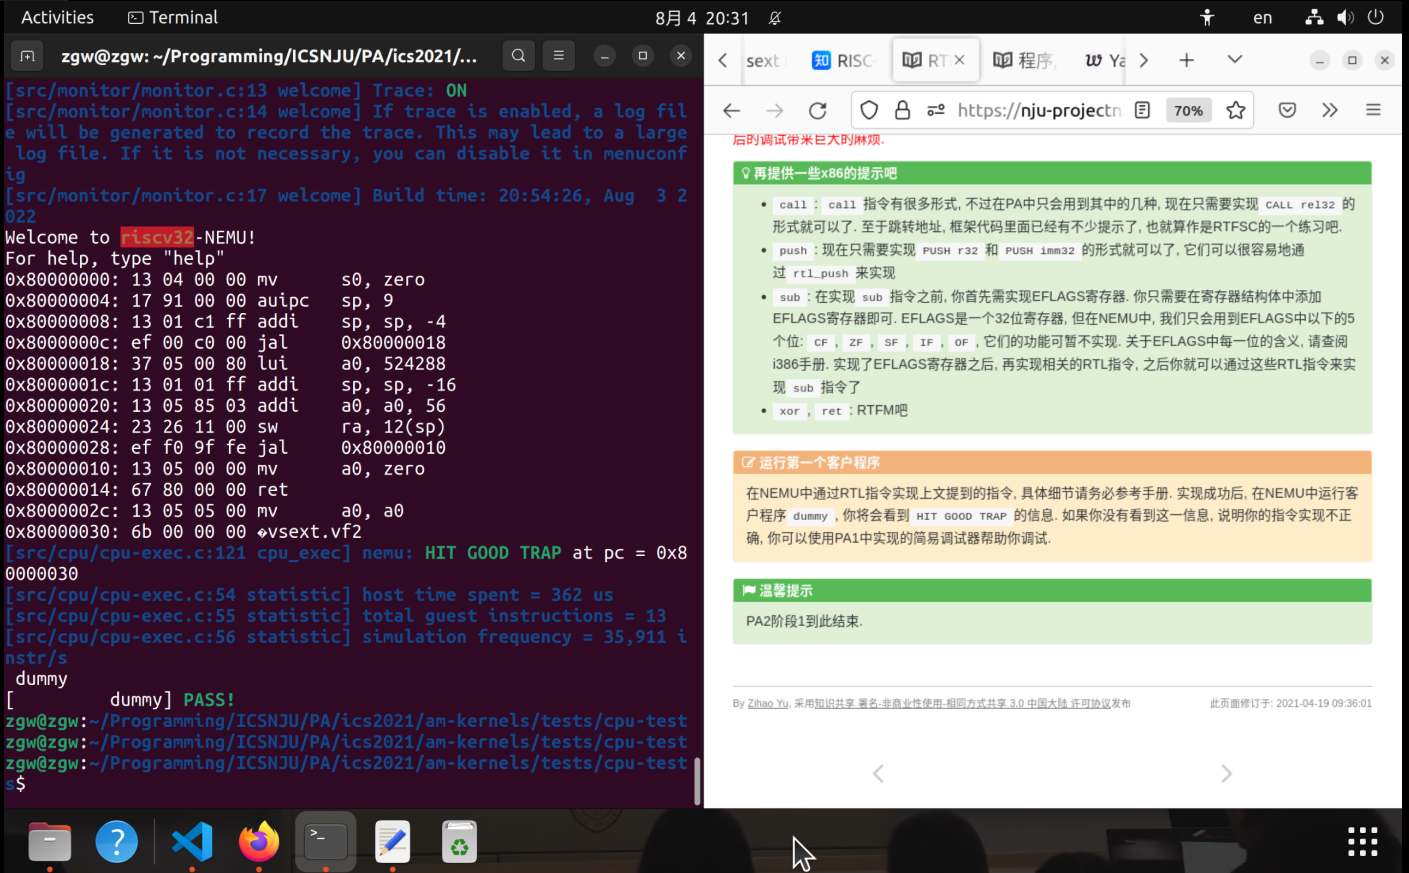 Activities
Terminal
8月 4 20:31
en
zgw@zgw: ~/Programming/ICSNJU/PA/ics2021/...
[src/monitor/monitor.c:13 welcome] Trace: ON
[src/monitor/monitor.c:14 welcome] If trace is enabled, a log fil
e will be generated to record the trace. This may lead to a large
log file. If it is not necessary, you can disable it in menuconf
ig
[src/monitor/monitor.c:17 welcome] Build time: 20:54:26, Aug  3 2
022
Welcome to riscv32-NEMU!
For help, type "help"
0x80000000: 13 04 00 00 mv      s0, zero
0x80000004: 17 91 00 00 auipc   sp, 9
0x80000008: 13 01 c1 ff addi    sp, sp, -4
0x8000000c: ef 00 c0 00 jal     0x80000018
0x80000018: 37 05 00 80 lui     a0, 524288
0x8000001c: 13 01 01 ff addi    sp, sp, -16
0x80000020: 13 05 85 03 addi    a0, a0, 56
0x80000024: 23 26 11 00 sw      ra, 12(sp)
0x80000028: ef f0 9f fe jal     0x80000010
0x80000010: 13 05 00 00 mv      a0, zero
0x80000014: 67 80 00 00 ret
0x8000002c: 13 05 05 00 mv      a0, a0
0x80000030: 6b 00 00 00 �vsext.vf2
[src/cpu/cpu-exec.c:121 cpu_exec] nemu: HIT GOOD TRAP at pc = 0x8
0000030
[src/cpu/cpu-exec.c:54 statistic] host time spent = 362 us
[src/cpu/cpu-exec.c:55 statistic] total guest instructions = 13
[src/cpu/cpu-exec.c:56 statistic] simulation frequency = 35,911 i
nstr/s
dummy
[         dummy] PASS!
zgw@zgw:~/Programming/ICSNJU/PA/ics2021/am-kernels/tests/cpu-test
zgw@zgw:~/Programming/ICSNJU/PA/ics2021/am-kernels/tests/cpu-test
zgw@zgw:~/Programming/ICSNJU/PA/ics2021/am-kernels/tests/cpu-test
s$
sext
知 RISC-
RT
程序,
W Ya
https://nju-projectn
70%
后的调试带来巨大的麻烦.
再提供一些x86的提示吧
• call : call 指令有很多形式, 不过在PA中只会用到其中的几种, 现在只需要实现 CALL rel32 的
形式就可以了. 至于跳转地址, 框架代码里面已经有不少提示了, 也就算作是RTFSC的一个练习吧.
• push : 现在只需要实现 PUSH r32 和 PUSH imm32 的形式就可以了, 它们可以很容易地通
过 rtl_push 来实现
• sub : 在实现 sub 指令之前, 你首先需实现EFLAGS寄存器. 你只需要在寄存器结构体中添加
EFLAGS寄存器即可. EFLAGS是一个32位寄存器, 但在NEMU中, 我们只会用到EFLAGS中以下的5
个位: CF , ZF , SF , IF , OF , 它们的功能可暂不实现. 关于EFLAGS中每一位的含义, 请查阅
i386手册. 实现了EFLAGS寄存器之后, 再实现相关的RTL指令, 之后你就可以通过这些RTL指令来实
现 sub 指令了
• xor , ret : RTFM吧
运行第一个客户程序
在NEMU中通过RTL指令实现上文提到的指令, 具体细节请务必参考手册. 实现成功后, 在NEMU中运行客
户程序 dummy , 你将会看到 HIT GOOD TRAP 的信息. 如果你没有看到这一信息, 说明你的指令实现不正
确, 你可以使用PA1中实现的简易调试器帮助你调试.
温馨提示
PA2阶段1到此结束.
By Zihao Yu, 采用知识共享 署名-非商业性使用-相同方式共享 3.0 中国大陆 许可协议发布
此页面修订于: 2021-04-19 09:36:01